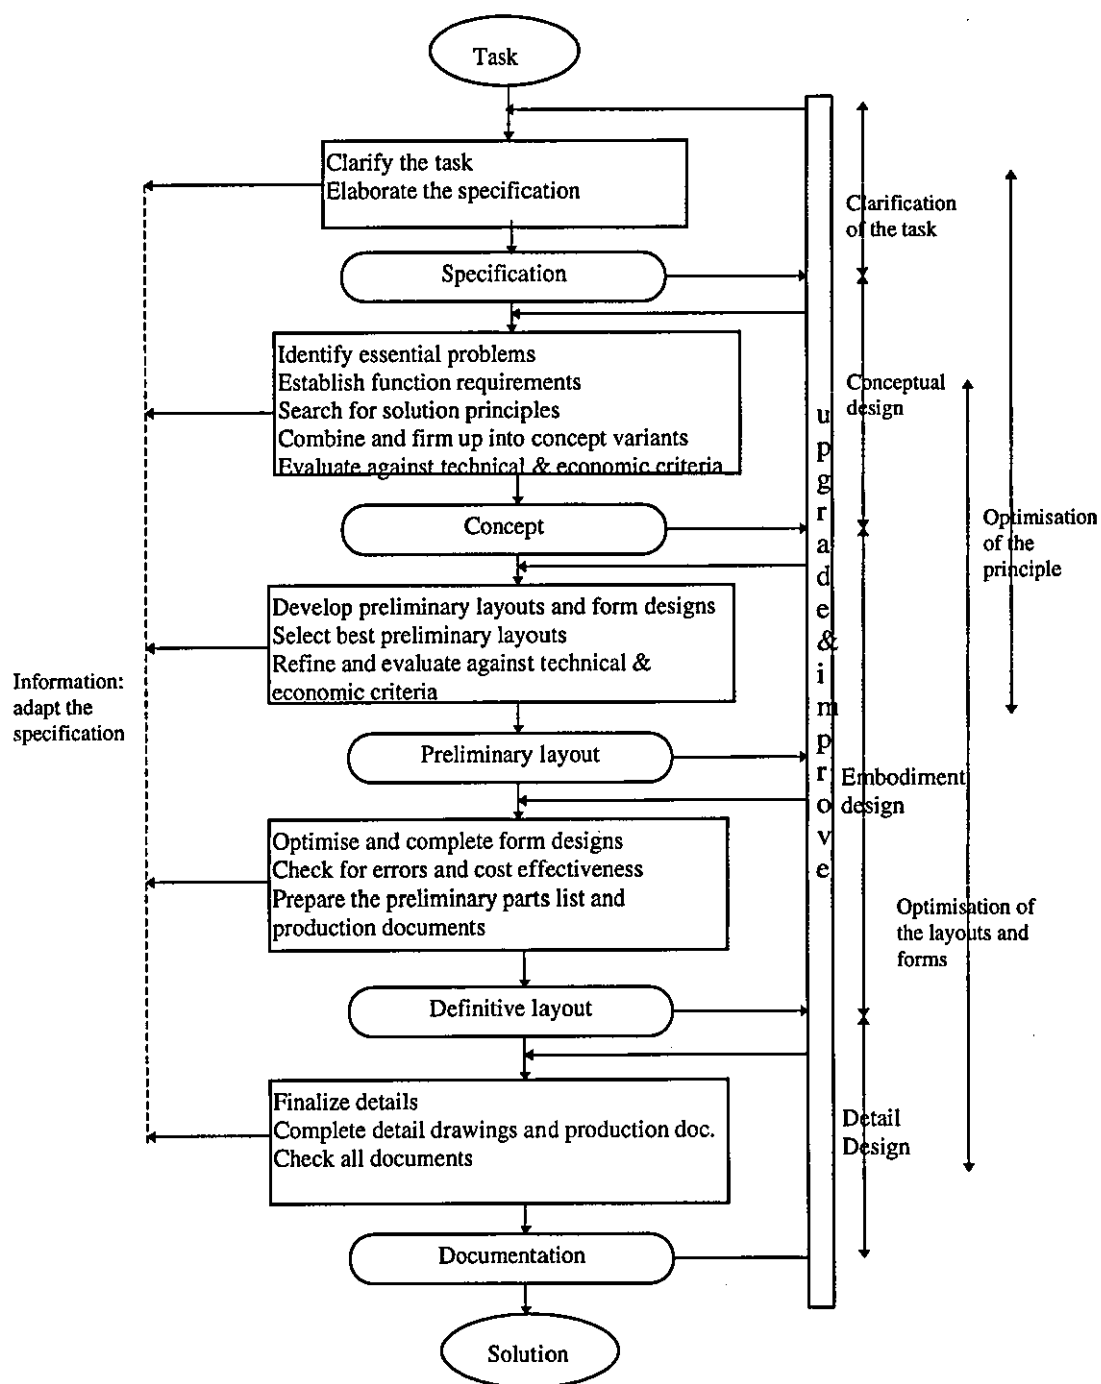 Task
Clarify the task
Elaborate the specification
Clarification
of the task
Specification
Identify essential problems
Establish function requirements
Search for solution principles
Combine and firm up into concept variants
Evaluate against technical & economic criteria
Conceptual
design
Concept
Optimisation
of the
principle
Develop preliminary layouts and form designs
Select best preliminary layouts
Refine and evaluate against technical &
economic criteria
Information:
adapt the
specification
upgrade & improve
Preliminary layout
Embodiment
design
Optimise and complete form designs
Check for errors and cost effectiveness
Prepare the preliminary parts list and
production documents
Optimisation of
the layouts and
forms
Definitive layout
Finalize details
Complete detail drawings and production doc.
Check all documents
Detail
Design
Documentation
Solution